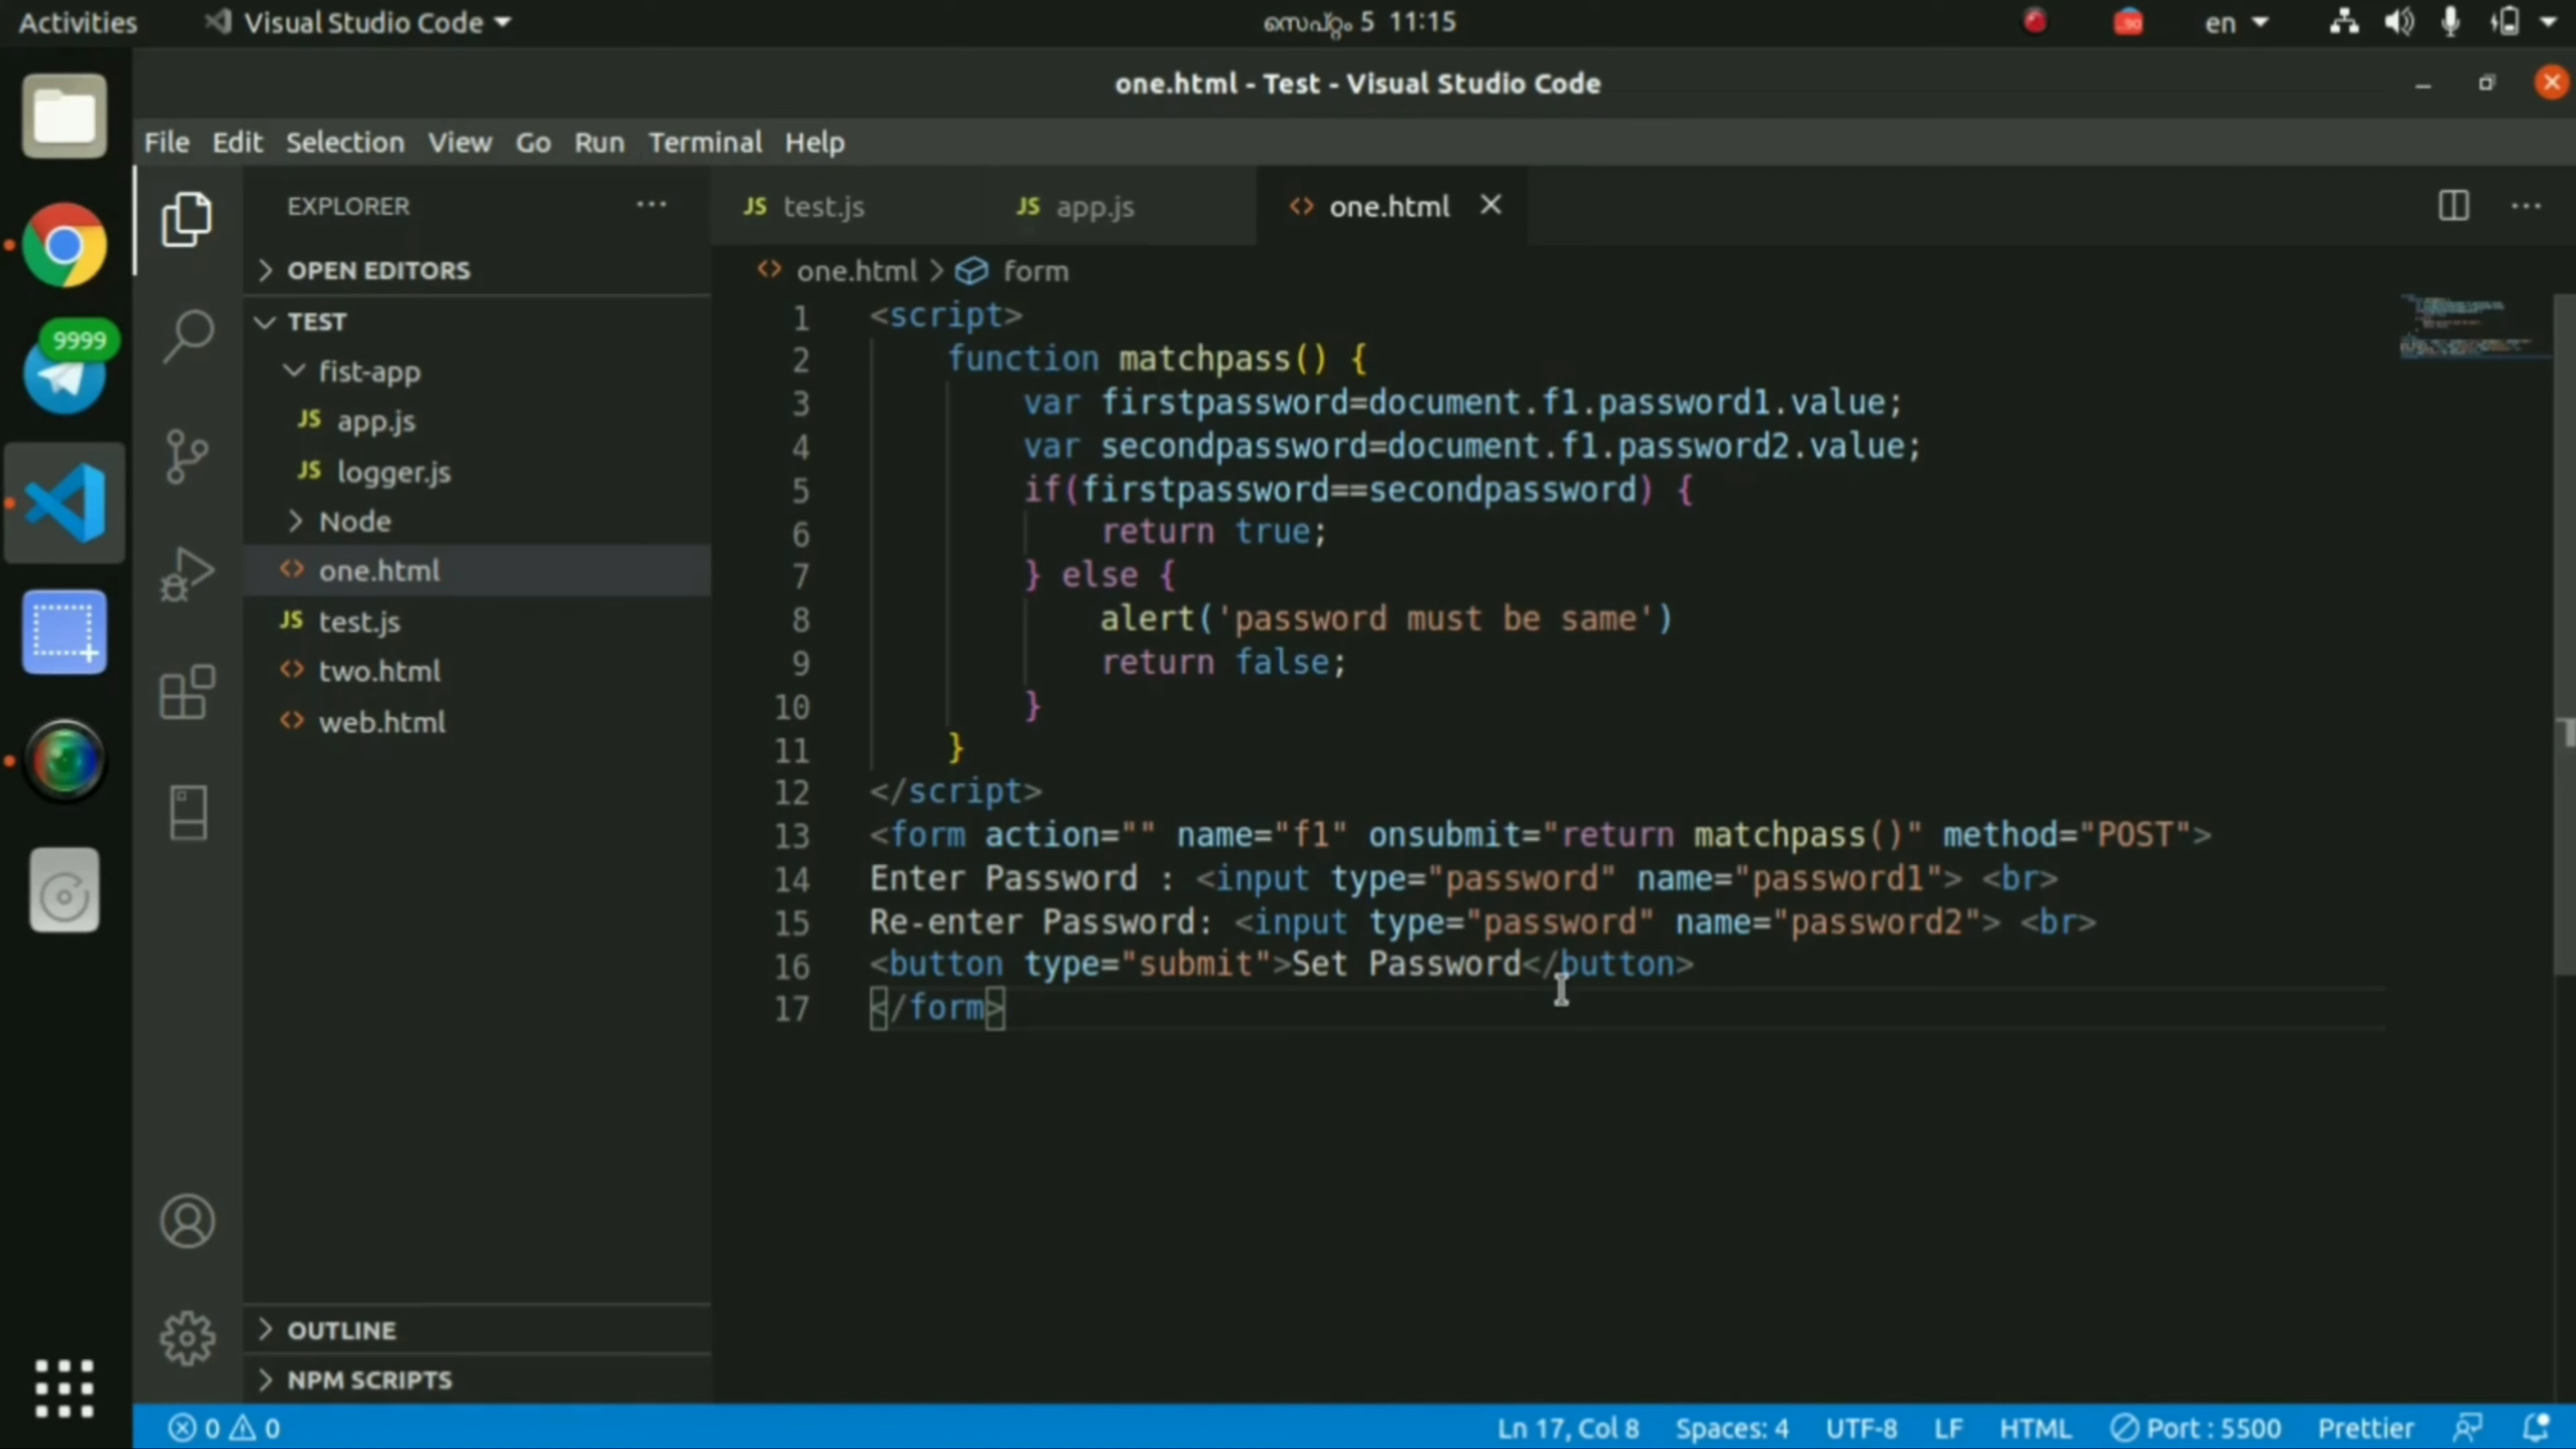 Activities Visual Studio Code സെപ്റ്റം 5 11:15 en
one.html - Test - Visual Studio Code
File Edit Selection View Go Run Terminal Help
EXPLORER ...
test.js app.js one.html
OPEN EDITORS
one.html > form
9999
TEST
fist-app
JS app.js
JS logger.js
Node
<> one.html
JS test.js
<> two.html
<> web.html
1 <script>
2 function matchpass() {
3 var firstpassword=document.f1.password1.value;
4 var secondpassword=document.f1.password2.value;
5 if(firstpassword==secondpassword) {
6 return true;
7 } else {
8 alert('password must be same')
9 return false;
10 }
11 }
12 </script>
13 <form action="" name="f1" onsubmit="return matchpass()" method="POST">
14 Enter Password : <input type="password" name="password1"> <br>
15 Re-enter Password: <input type="password" name="password2"> <br>
16 <button type="submit">Set Password</button>
17 </form>
OUTLINE
NPM SCRIPTS
0 0 Ln 17, Col 8 Spaces: 4 UTF-8 LF HTML Port : 5500 Prettier